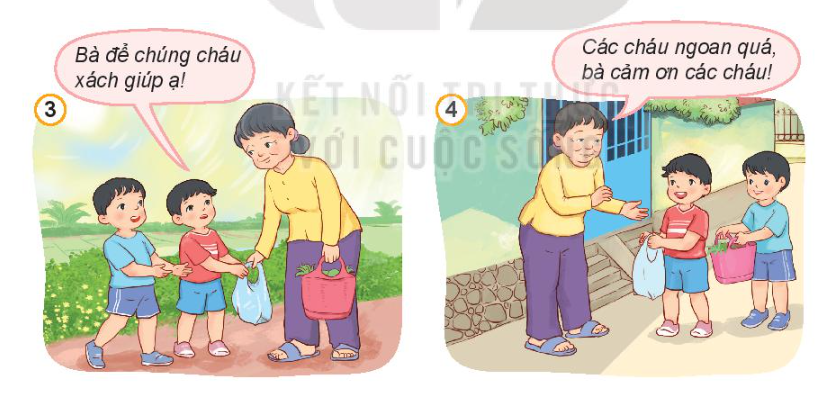 Bà để chúng cháu
xách giúp ạ!
Các cháu ngoan quá,
bà cảm ơn các cháu!
KẾT NỐI TRI THỨC
VỚI CUỘC SỐNG
3
4